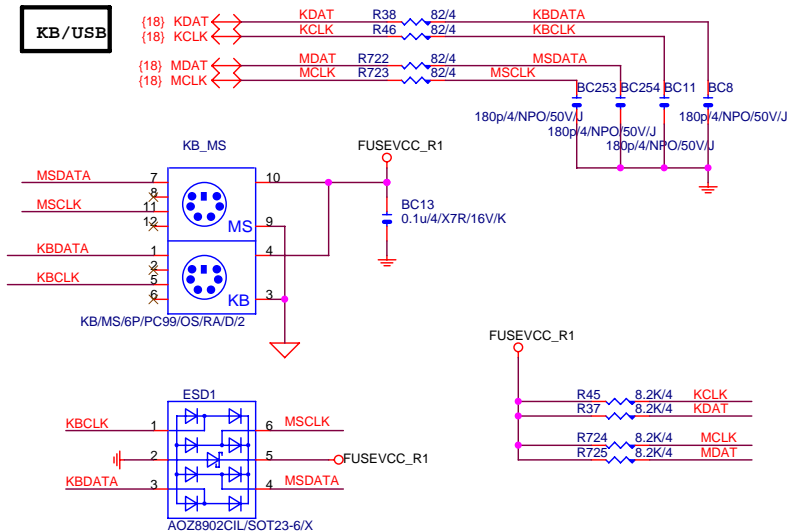 KB/USB
{18} KDAT KDAT R38 82/4 KBDATA
{18} KCLK KCLK R46 82/4 KBCLK
{18} MDAT MDAT R722 82/4 MSDATA
{18} MCLK MCLK R723 82/4 MSCLK
BC253 BC254 BC11 BC8
180p/4/NPO/50V/J 180p/4/NPO/50V/J
180p/4/NPO/50V/J
180p/4/NPO/50V/J
KB_MS FUSEVCC_R1
MSDATA 7 10
8
MSCLK 11
12 MS 9
BC13
0.1u/4/X7R/16V/K
KBDATA 1 4
2
KBCLK 5
6 KB 3
KB/MS/6P/PC99/OS/RA/D/2
FUSEVCC_R1
R45 8.2K/4 KCLK
R37 8.2K/4 KDAT
R724 8.2K/4 MCLK
R725 8.2K/4 MDAT
ESD1
KBCLK 1 6 MSCLK
2 5 FUSEVCC_R1
KBDATA 3 4 MSDATA
AOZ8902CIL/SOT23-6/X